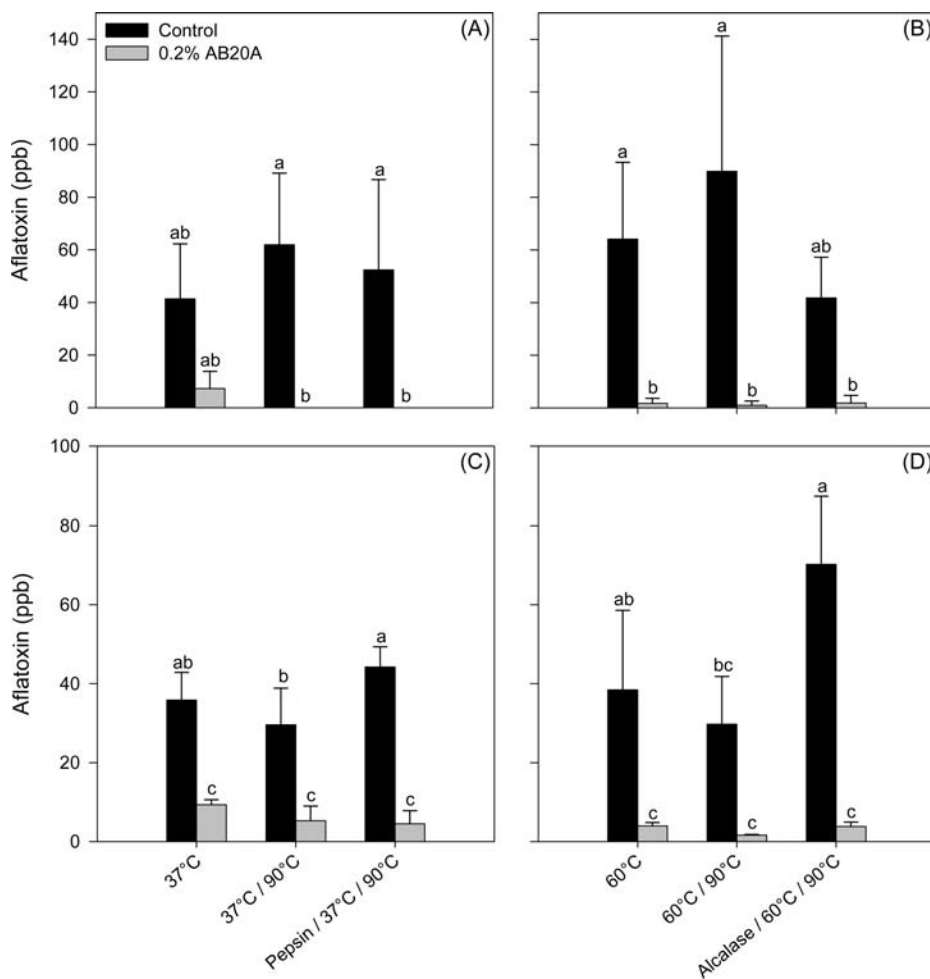 Control
0.2% AB20A
(A)
(B)
Aflatoxin (ppb)
140
120
100
80
60
40
20
0
ab
ab
a
b
a
b
a
b
a
b
ab
b
(C)
(D)
Aflatoxin (ppb)
100
80
60
40
20
0
ab
c
b
c
a
c
ab
c
bc
c
a
c
37°C
37°C / 90°C
Pepsin / 37°C / 90°C
60°C
60°C / 90°C
Alcalase / 60°C / 90°C